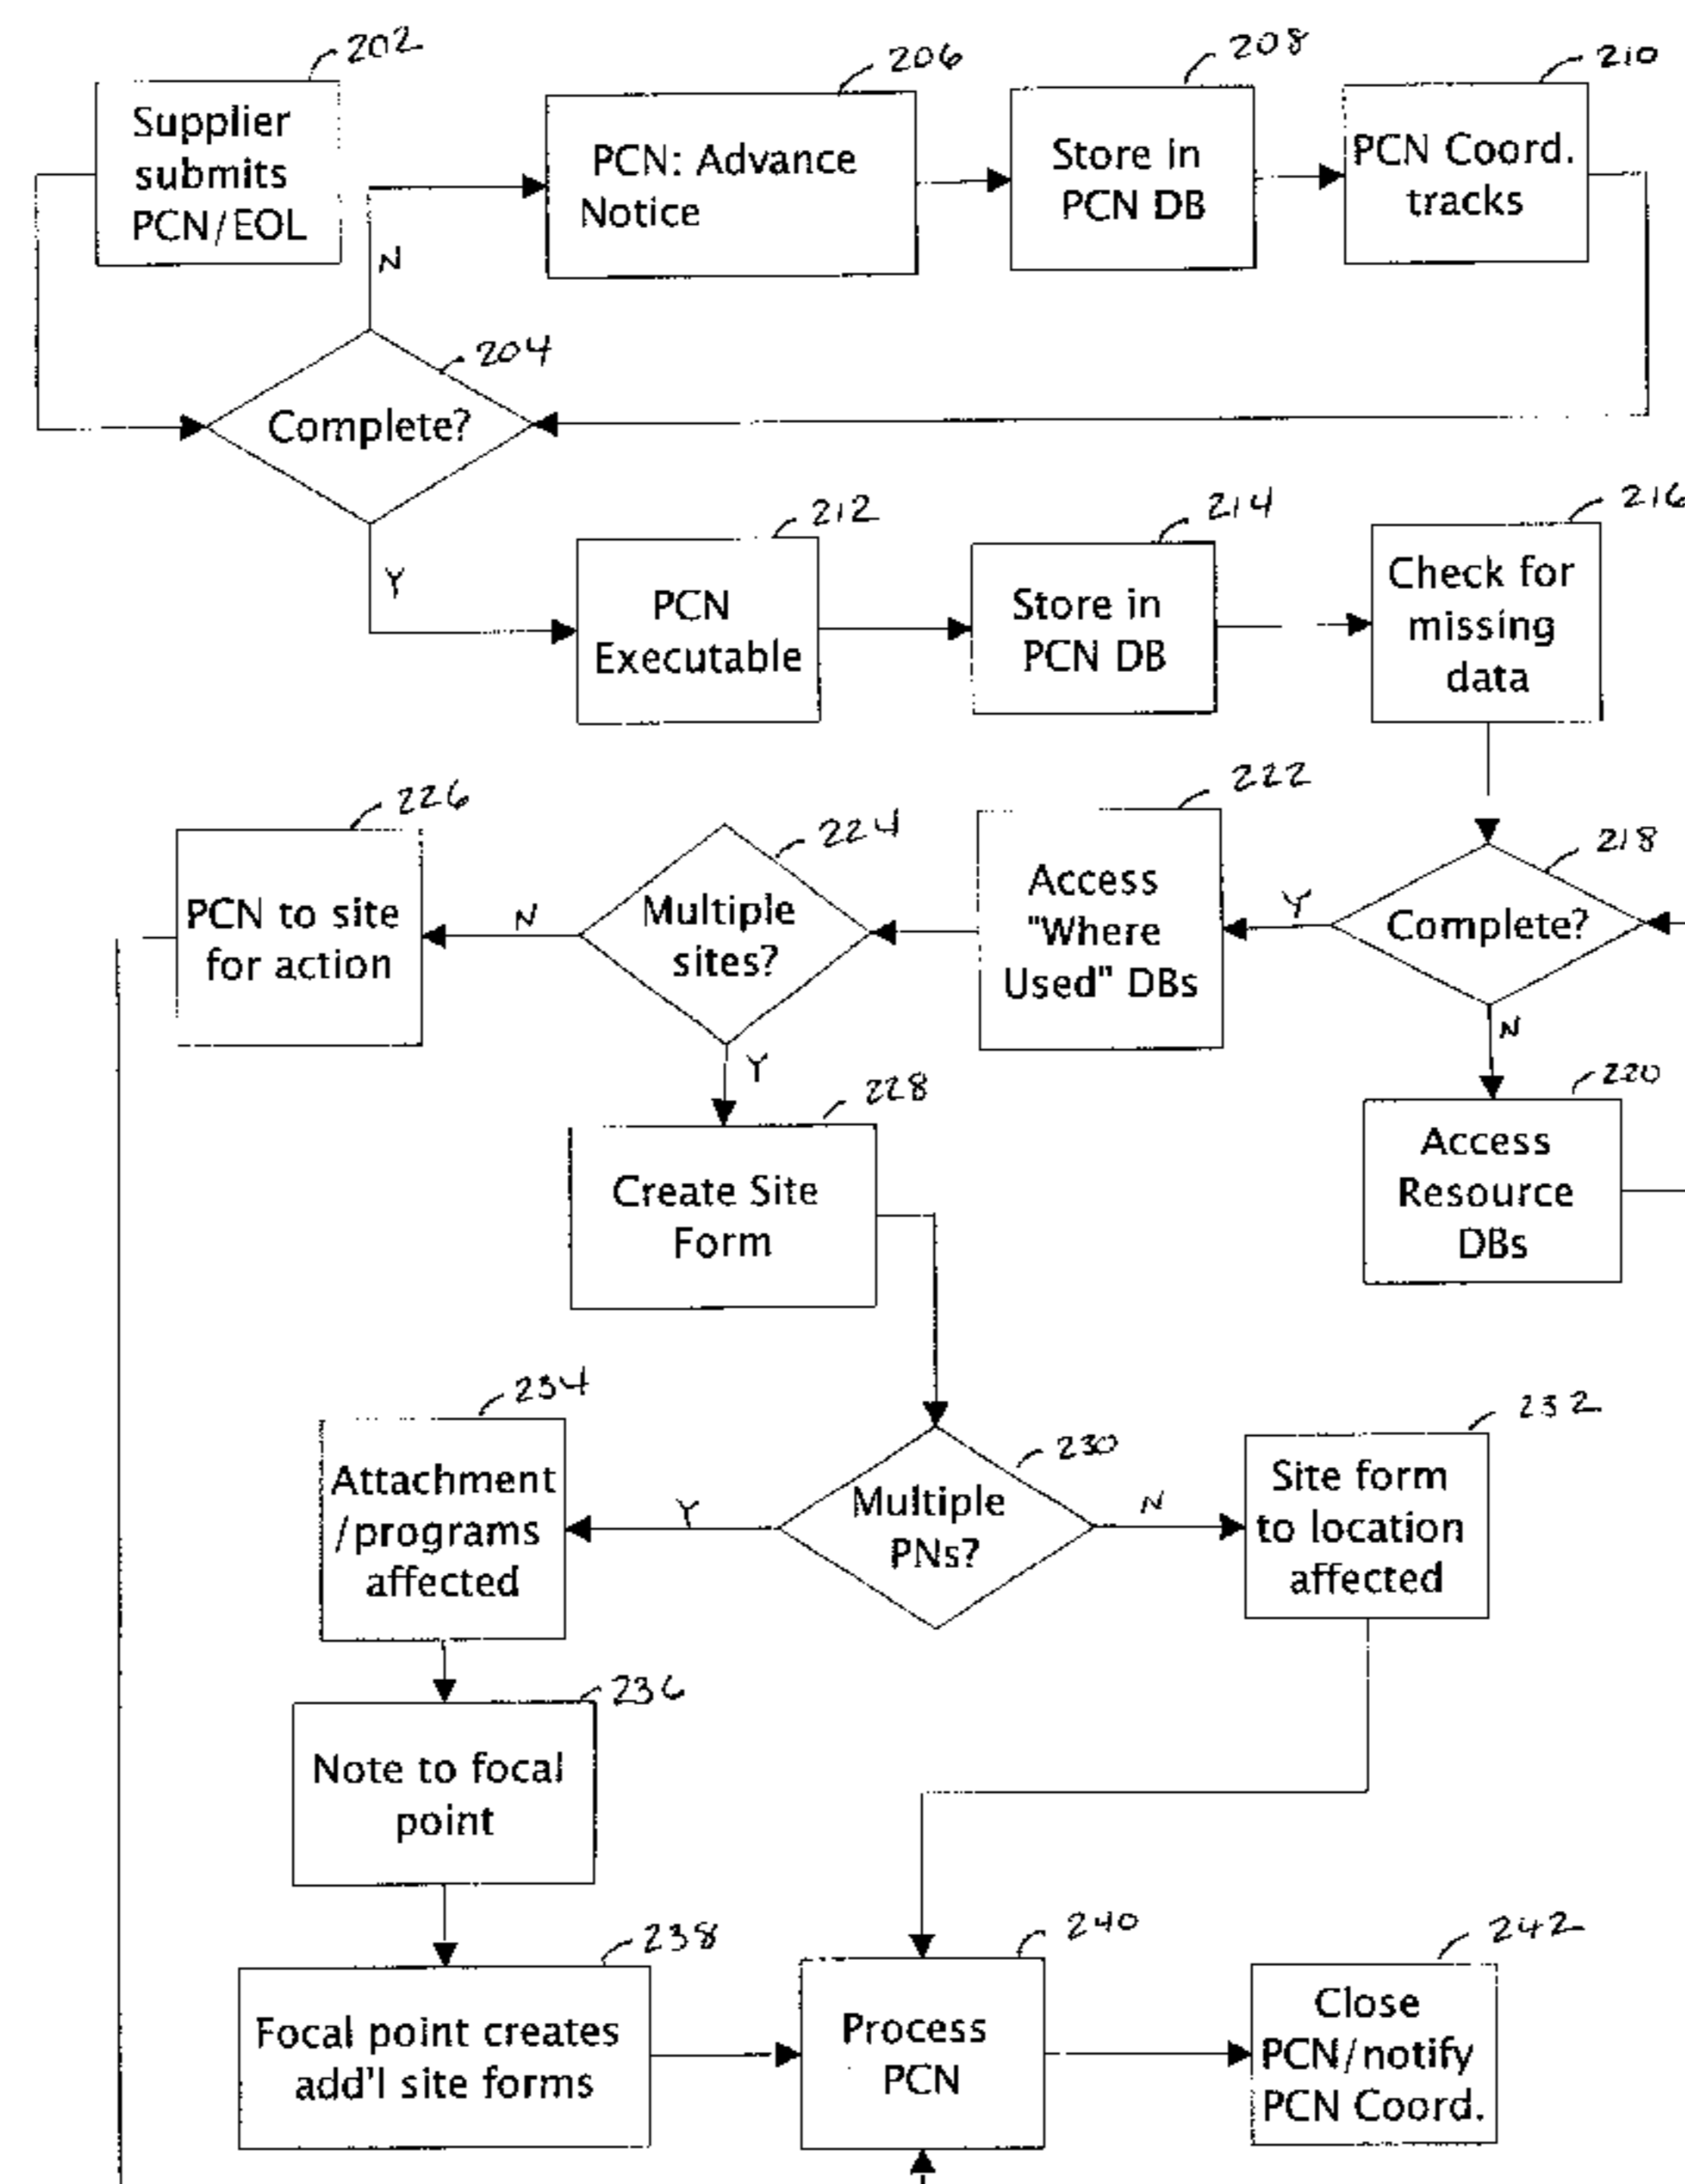 202
206
208
210
Supplier
submits
PCN/EOL
PCN: Advance
Notice
Store in
PCN DB
PCN Coord.
tracks
N
204
Complete?
Y
212
214
216
PCN
Executable
Store in
PCN DB
Check for
missing
data
226
224
222
218
PCN to site
for action
N
Multiple
sites?
Access
"Where
Used" DBs
Y
Complete?
Y
N
228
220
Create Site
Form
Access
Resource
DBs
234
230
232
Attachment
/programs
affected
Y
Multiple
PNs?
N
Site form
to location
affected
236
Note to focal
point
238
240
242
Focal point creates
add'l site forms
Process
PCN
Close
PCN/notify
PCN Coord.